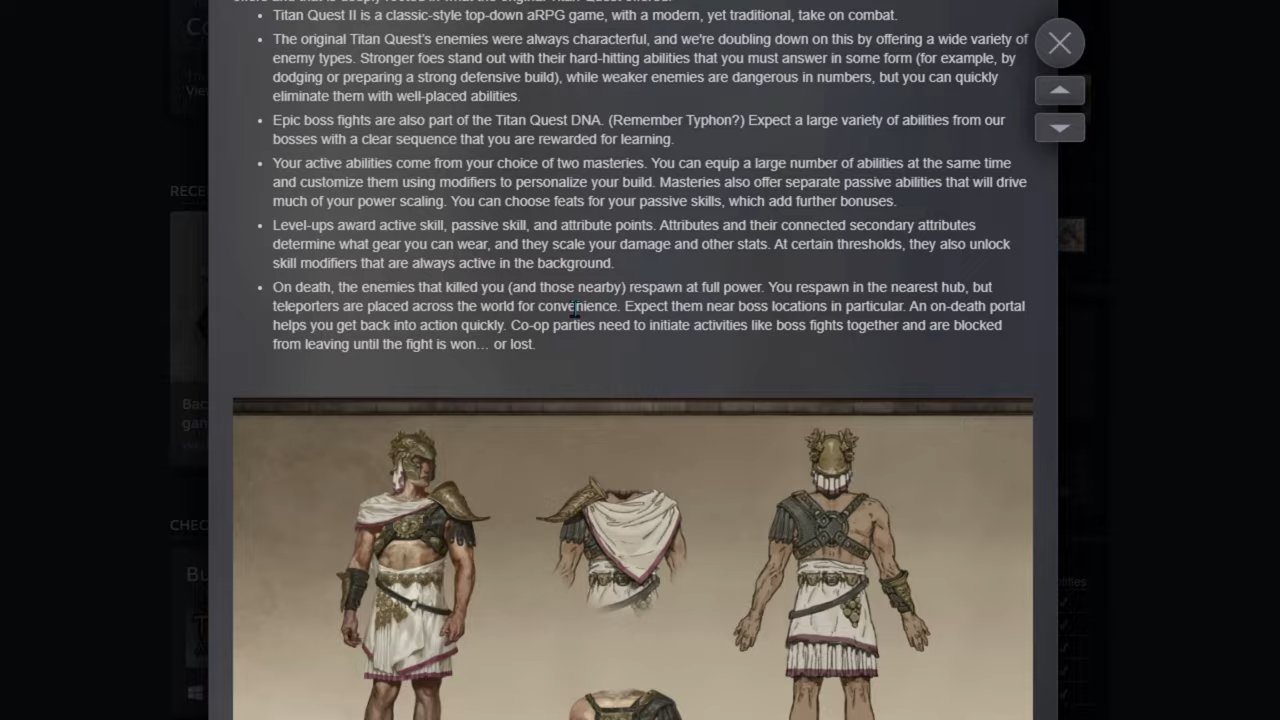 Titan Quest II is a classic-style top-down aRPG game, with a modern, yet traditional, take on combat.
The original Titan Quest's enemies were always characterful, and we're doubling down on this by offering a wide variety of
enemy types. Stronger foes stand out with their hard-hitting abilities that you must answer in some form (for example, by
dodging or preparing a strong defensive build), while weaker enemies are dangerous in numbers, but you can quickly
eliminate them with well-placed abilities.
Epic boss fights are also part of the Titan Quest DNA. (Remember Typhon?) Expect a large variety of abilities from our
bosses with a clear sequence that you are rewarded for learning.
Your active abilities come from your choice of two masteries. You can equip a large number of abilities at the same time
and customize them using modifiers to personalize your build. Masteries also offer separate passive abilities that will drive
much of your power scaling. You can choose feats for your passive skills, which add further bonuses.
RECE
Level-ups award active skill, passive skill, and attribute points. Attributes and their connected secondary attributes
determine what gear you can wear, and they scale your damage and other stats. At certain thresholds, they also unlock
skill modifiers that are always active in the background.
On death, the enemies that killed you (and those nearby) respawn at full power. You respawn in the nearest hub, but
teleporters are placed across the world for convenience. Expect them near boss locations in particular. An on-death portal
helps you get back into action quickly. Co-op parties need to initiate activities like boss fights together and are blocked
from leaving until the fight is won... or lost.
Bac
gan
CHEC
Bu